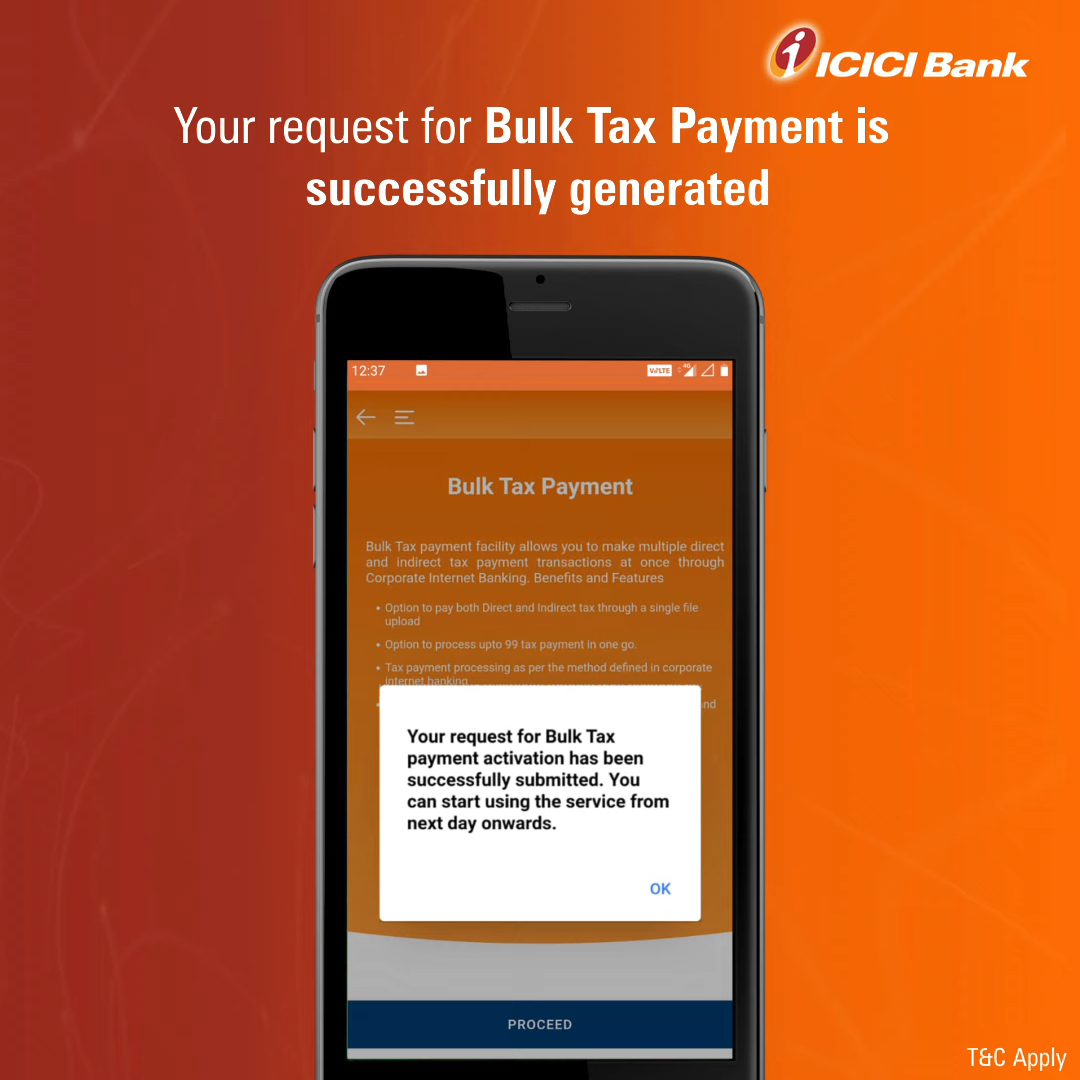 ICICI Bank
Your request for Bulk Tax Payment is
successfully generated
12:37
VoLTE
4G
Bulk Tax Payment
Bulk Tax payment facility allows you to make multiple direct
and indirect tax payment transactions at once through
Corporate Internet Banking. Benefits and Features
• Option to pay both Direct and Indirect tax through a single file
upload
• Option to process upto 99 tax payment in one go.
• Tax payment processing as per the method defined in corporate
internet banking
and
Your request for Bulk Tax
payment activation has been
successfully submitted. You
can start using the service from
next day onwards.
OK
PROCEED
T&C Apply